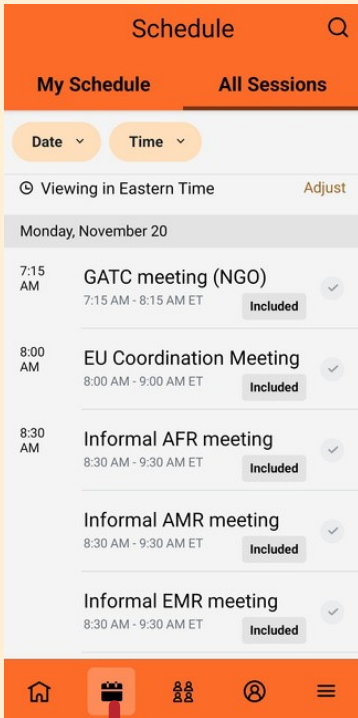 Schedule
My Schedule All Sessions
Date Time
Viewing in Eastern Time Adjust
Monday, November 20
7:15
AM
GATC meeting (NGO)
7:15 AM - 8:15 AM ET
Included
8:00
AM
EU Coordination Meeting
8:00 AM - 9:00 AM ET
Included
8:30
AM
Informal AFR meeting
8:30 AM - 9:30 AM ET
Included
Informal AMR meeting
8:30 AM - 9:30 AM ET
Included
Informal EMR meeting
8:30 AM - 9:30 AM ET
Included